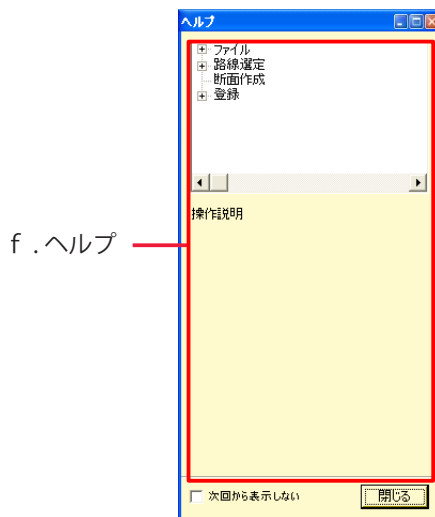 ヘルプ
ファイル
路線選定
断面作成
登録
操作説明
f .ヘルプ
次回から表示しない
閉じる